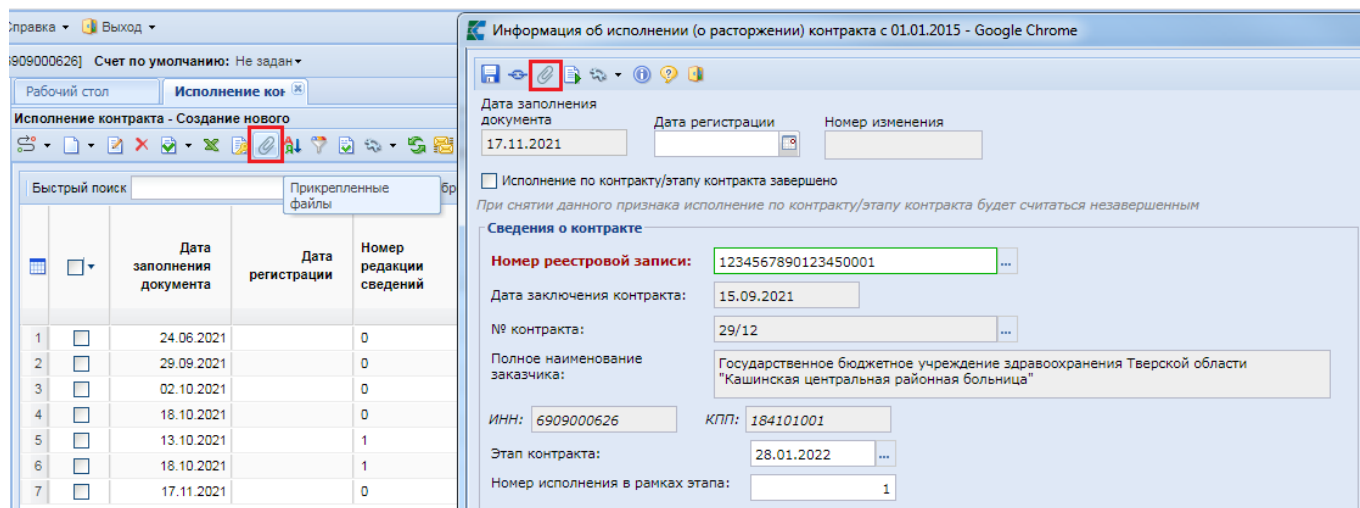 Справка Выход
6909000626] Счет по умолчанию: Не задан
Рабочий стол Исполнение кон
Исполнение контракта - Создание нового
Быстрый поиск
Прикрепленные
файлы
Дата
заполнения
документа
Дата
регистрации
Номер
редакции
сведений
1 24.06.2021 0
2 29.09.2021 0
3 02.10.2021 0
4 18.10.2021 0
5 13.10.2021 1
6 18.10.2021 1
7 17.11.2021 0
Информация об исполнении (о расторжении) контракта с 01.01.2015 - Google Chrome
Дата заполнения
документа
Дата регистрации
Номер изменения
17.11.2021
Исполнение по контракту/этапу контракта завершено
При снятии данного признака исполнение по контракту/этапу контракта будет считаться незавершенным
Сведения о контракте
Номер реестровой записи: 1234567890123450001 ...
Дата заключения контракта: 15.09.2021
№ контракта: 29/12 ...
Полное наименование
заказчика:
Государственное бюджетное учреждение здравоохранения Тверской области
"Кашинская центральная районная больница"
ИНН: 6909000626 КПП: 184101001
Этап контракта: 28.01.2022 ...
Номер исполнения в рамках этапа: 1